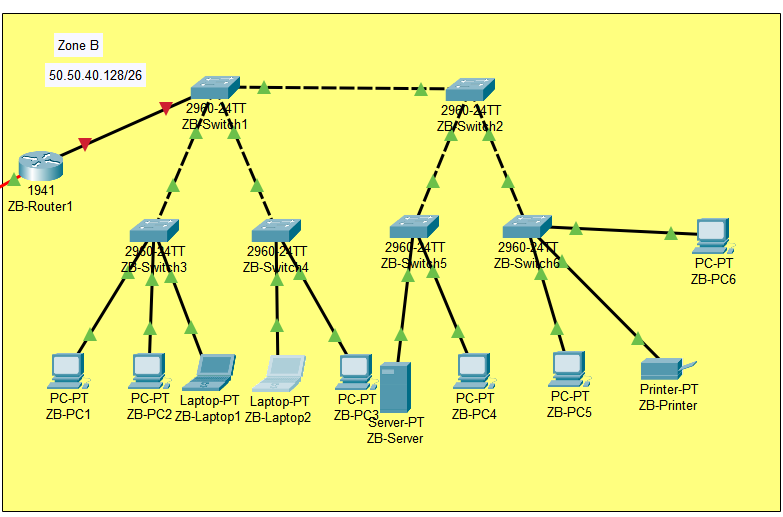 Zone B
50.50.40.128/26
2960-24TT
ZB-Switch1
2960-24TT
ZB-Switch2
1941
ZB-Router1
2960-24TT
ZB-Switch3
2960-24TT
ZB-Switch4
2960-24TT
ZB-Switch5
2960-24TT
ZB-Switch6
PC-PT
ZB-PC6
PC-PT
ZB-PC1
PC-PT
ZB-PC2
Laptop-PT
ZB-Laptop1
Laptop-PT
ZB-Laptop2
PC-PT
ZB-PC3
Server-PT
ZB-Server
PC-PT
ZB-PC4
PC-PT
ZB-PC5
Printer-PT
ZB-Printer